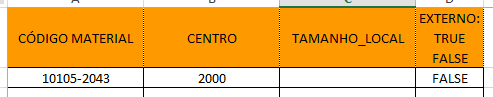 A B C D
CÓDIGO MATERIAL CENTRO TAMANHO_LOCAL EXTERNO:
TRUE
FALSE
10105-2043 2000 FALSE